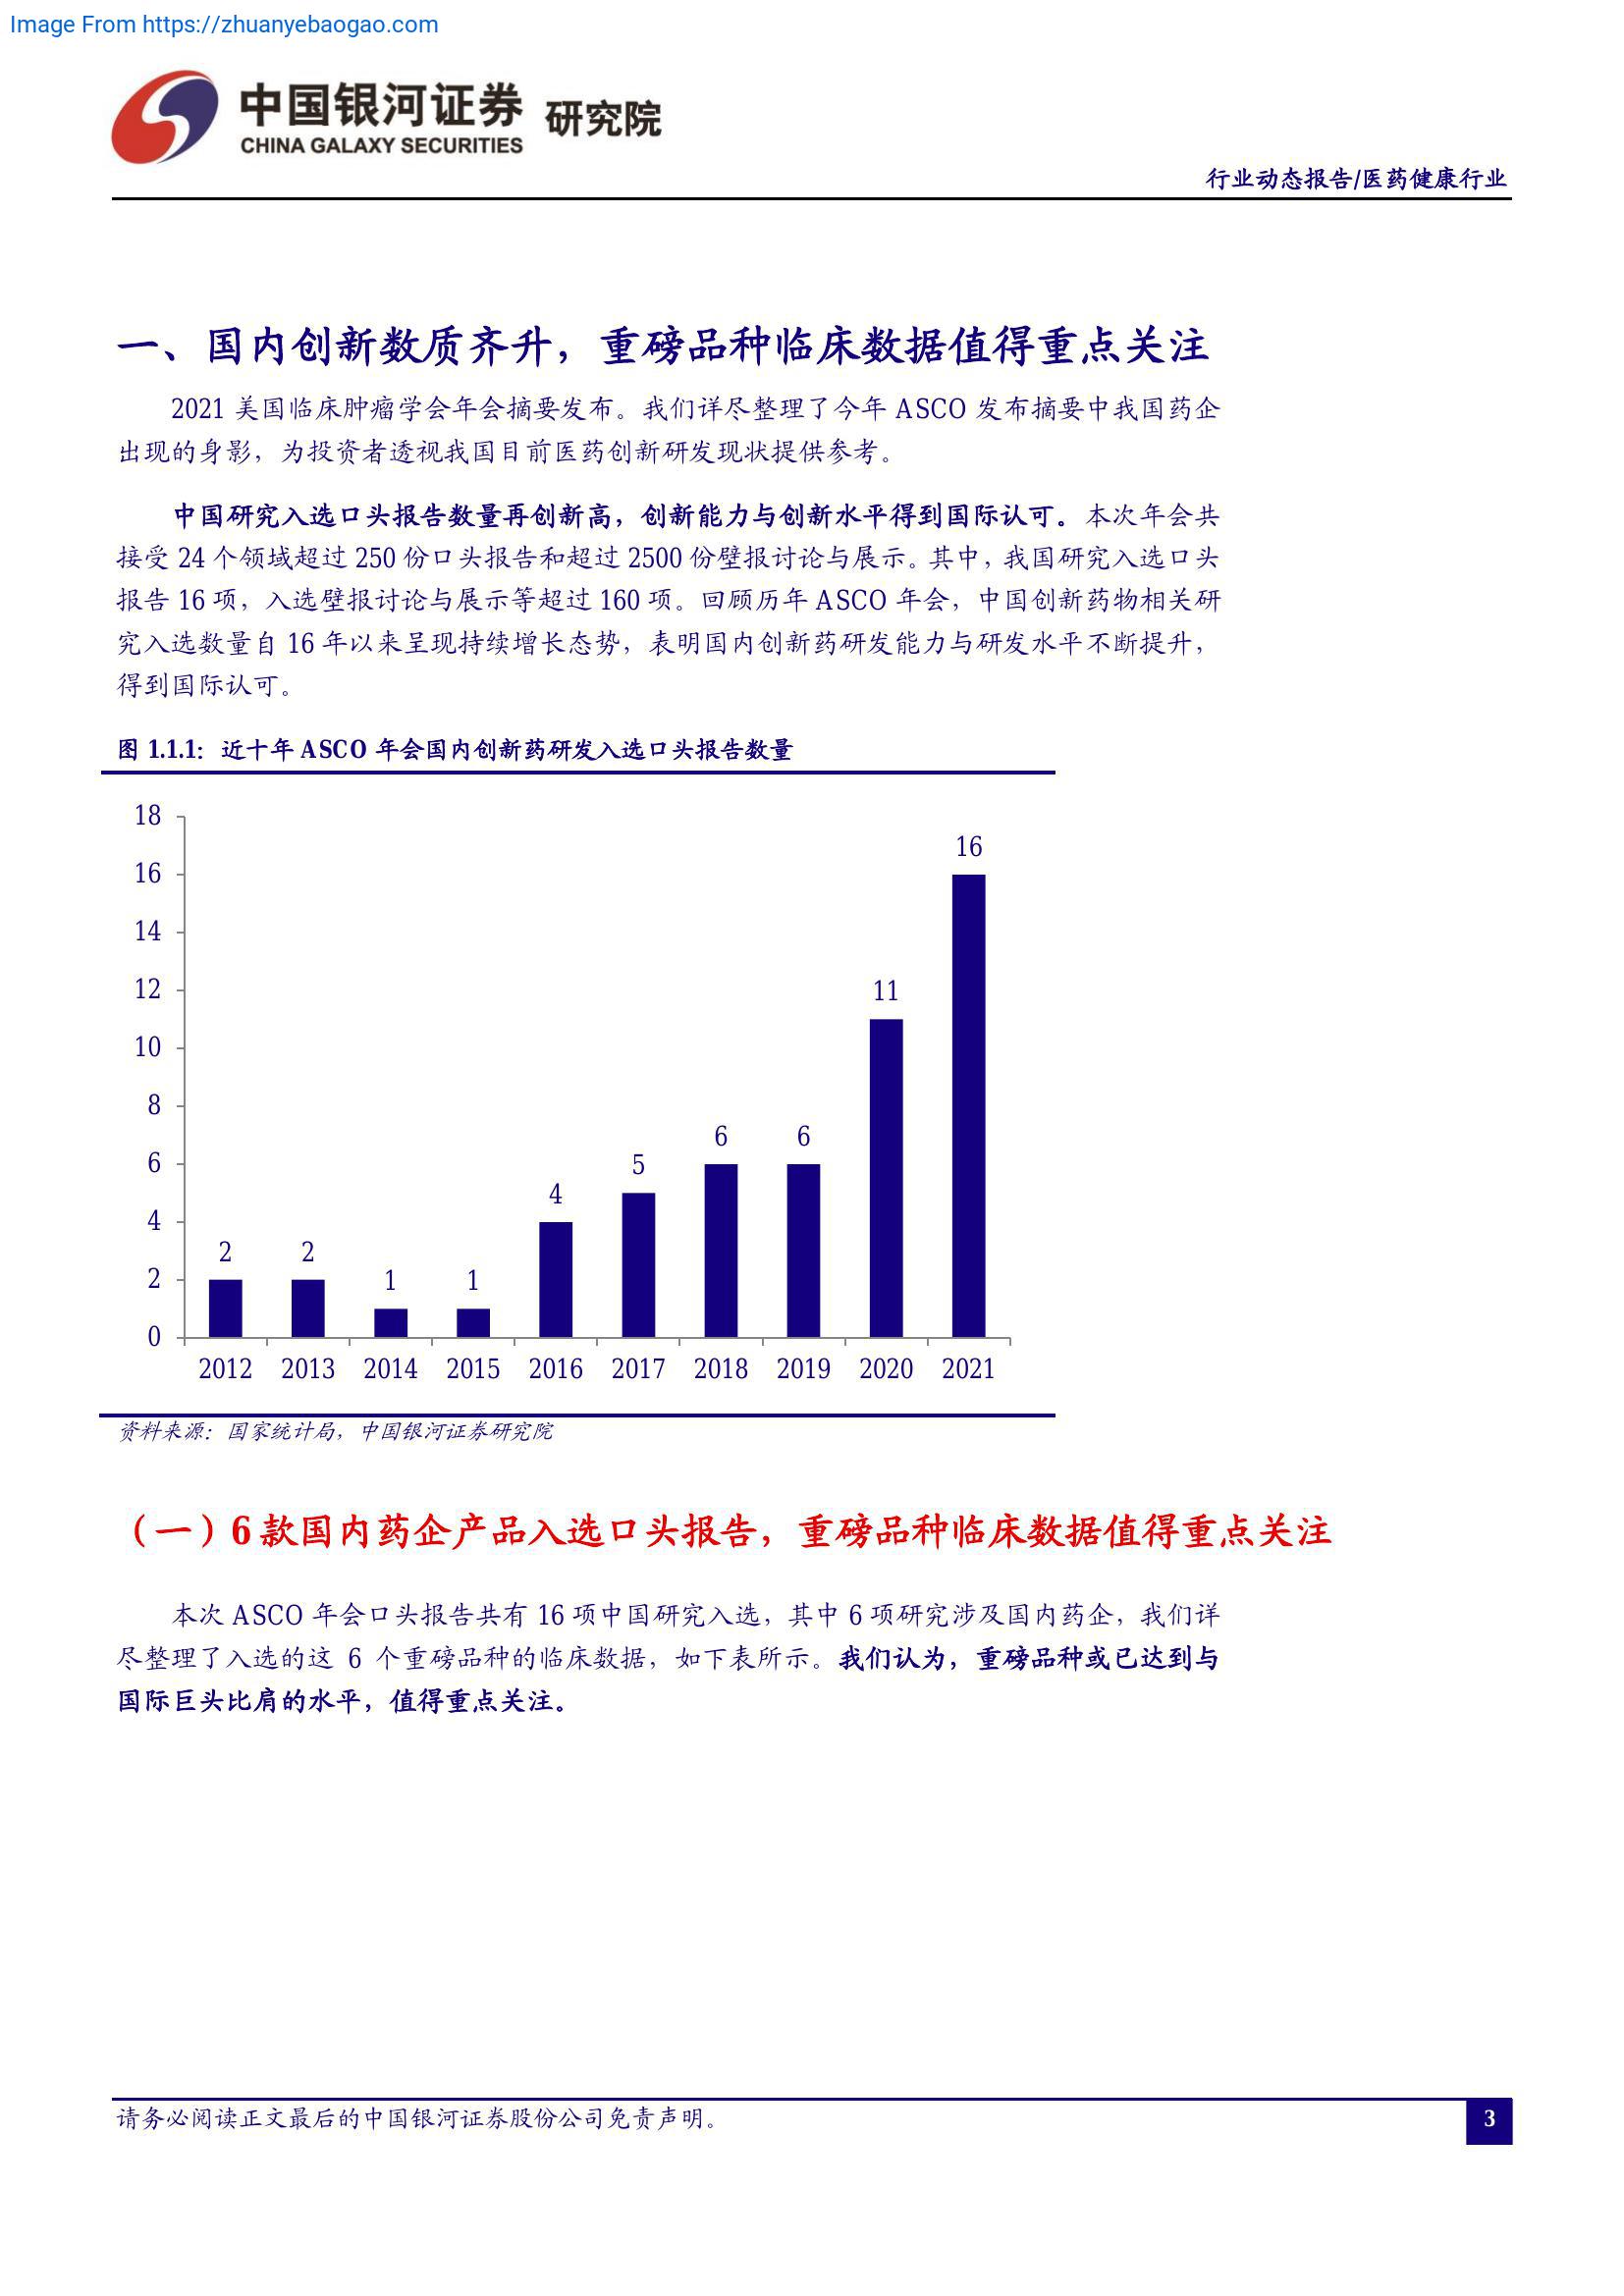 Image From https://zhuanyebaogao.com
中国银河证券 研究院
CHINA GALAXY SECURITIES
行业动态报告/医药健康行业
一、国内创新数质齐升，重磅品种临床数据值得重点关注
2021 美国临床肿瘤学会年会摘要发布。我们详尽整理了今年 ASCO 发布摘要中我国药企
出现的身影，为投资者透视我国目前医药创新研发现状提供参考。
中国研究入选口头报告数量再创新高，创新能力与创新水平得到国际认可。本次年会共
接受 24 个领域超过 250 份口头报告和超过 2500 份壁报讨论与展示。其中，我国研究入选口头
报告 16 项，入选壁报讨论与展示等超过 160 项。回顾历年 ASCO 年会，中国创新药物相关研
究入选数量自 16 年以来呈现持续增长态势，表明国内创新药研发能力与研发水平不断提升，
得到国际认可。
图 1.1.1：近十年 ASCO 年会国内创新药研发入选口头报告数量
18
16
14
12
10
8
6
4
2
0
2 2 1 1 4 5 6 6 11 16
2012 2013 2014 2015 2016 2017 2018 2019 2020 2021
资料来源：国家统计局，中国银河证券研究院
（一）6 款国内药企产品入选口头报告，重磅品种临床数据值得重点关注
本次 ASCO 年会口头报告共有 16 项中国研究入选，其中 6 项研究涉及国内药企，我们详
尽整理了入选的这 6 个重磅品种的临床数据，如下表所示。我们认为，重磅品种或已达到与
国际巨头比肩的水平，值得重点关注。
请务必阅读正文最后的中国银河证券股份公司免责声明。
3